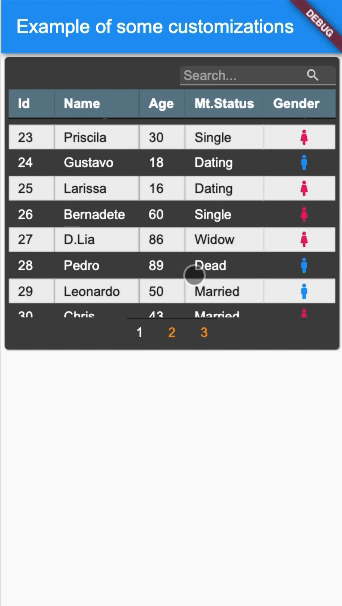 Example of some customizations
DEBUG
Search...
Id Name Age Mt.Status Gender
23 Priscila 30 Single
24 Gustavo 18 Dating
25 Larissa 16 Dating
26 Bernadete 60 Single
27 D.Lia 86 Widow
28 Pedro 89 Dead
29 Leonardo 50 Married
30 Chris 43 Married
1 2 3